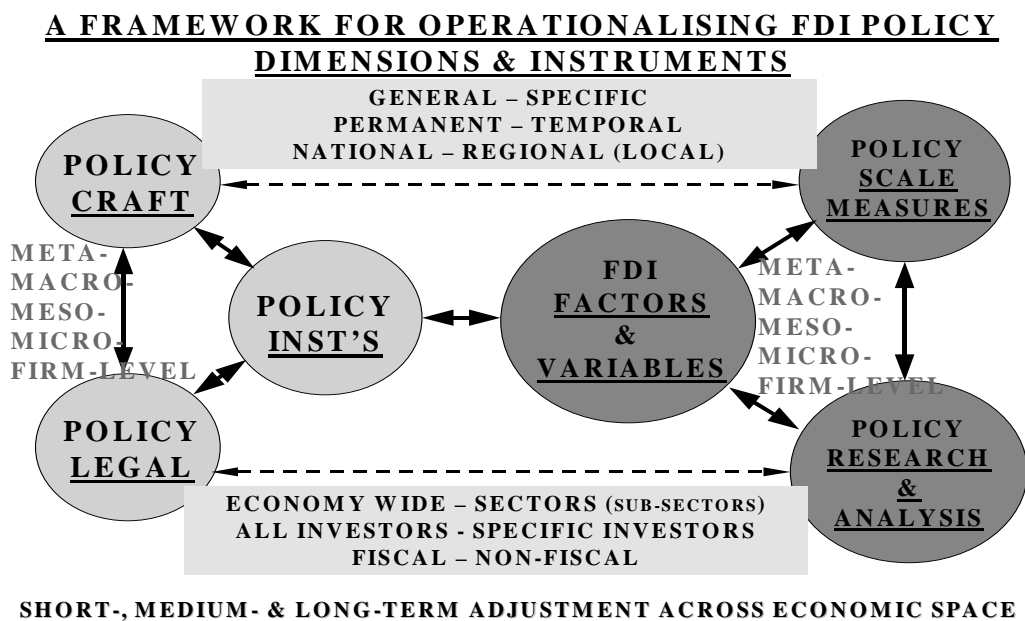 A FRAMEWORK FOR OPERATIONALISING FDI POLICY
DIMENSIONS & INSTRUMENTS
GENERAL – SPECIFIC
PERMANENT – TEMPORAL
NATIONAL – REGIONAL (LOCAL)
POLICY
CRAFT
POLICY
SCALE
MEASURES
META-
MACRO-
MESO-
MICRO-
FIRM-LEVEL
POLICY
INST'S
FDI
FACTORS
&
VARIABLES
META-
MACRO-
MESO-
MICRO-
FIRM-LEVEL
POLICY
LEGAL
POLICY
RESEARCH
&
ANALYSIS
ECONOMY WIDE – SECTORS (SUB-SECTORS)
ALL INVESTORS - SPECIFIC INVESTORS
FISCAL – NON-FISCAL
SHORT-, MEDIUM- & LONG-TERM ADJUSTMENT ACROSS ECONOMIC SPACE